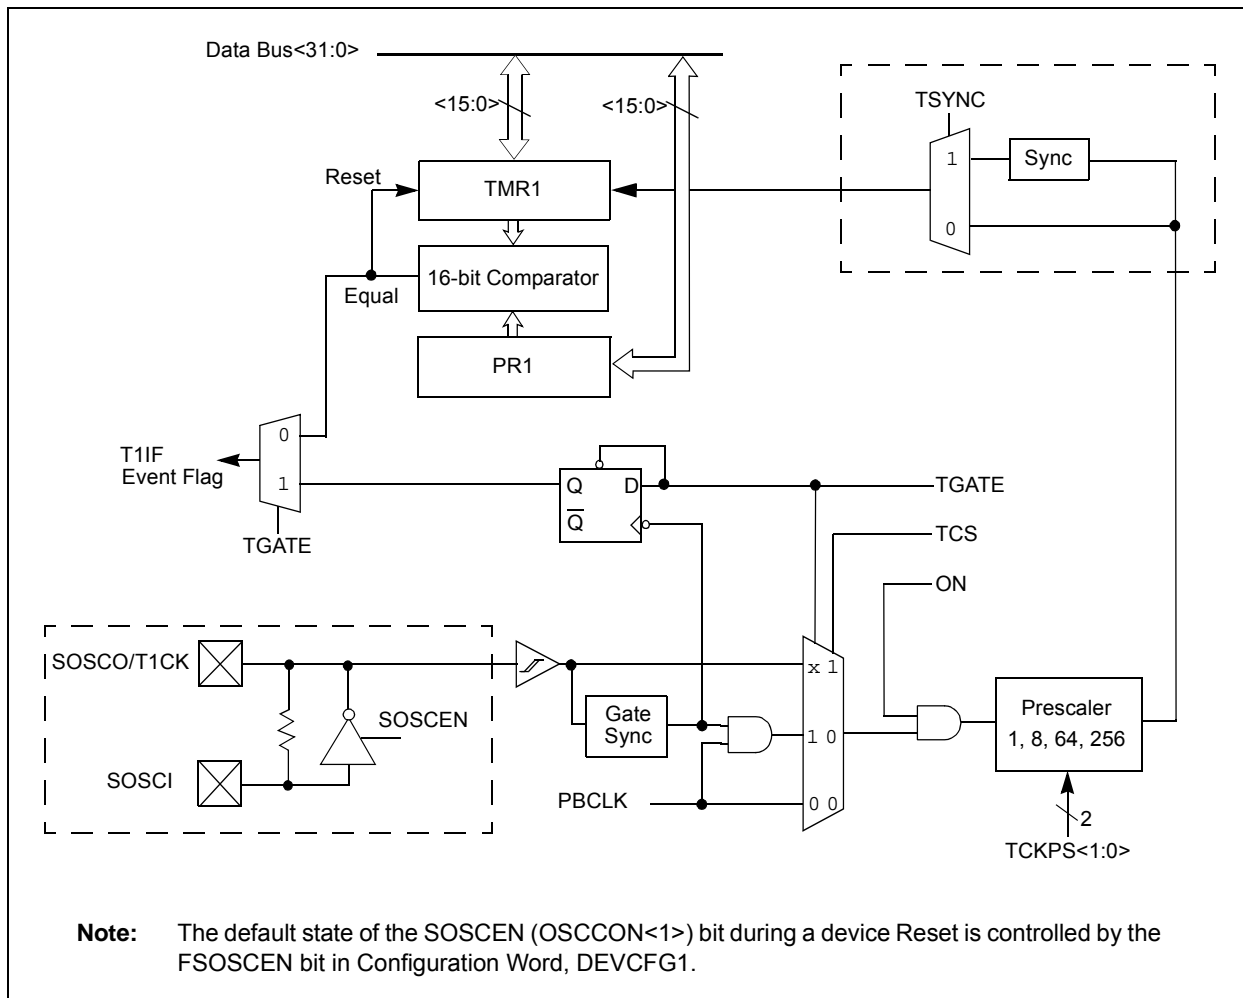 Data Bus<31:0>
<15:0>
<15:0>
TSYNC
1
Sync
Reset
TMR1
0
16-bit Comparator
Equal
PR1
0
T1IF
Event Flag
1
Q
D
TGATE
Q
TGATE
TCS
ON
SOSCO/T1CK
x 1
SOSCEN
Gate
Sync
1 0
Prescaler
1, 8, 64, 256
SOSCI
PBCLK
0 0
2
TCKPS<1:0>
Note: The default state of the SOSCEN (OSCCON<1>) bit during a device Reset is controlled by the
FSOSCEN bit in Configuration Word, DEVCFG1.